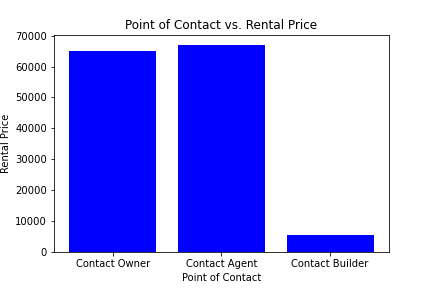 Point of Contact vs. Rental Price
70000
60000
50000
40000
30000
20000
10000
0
Rental Price
Contact Owner Contact Agent Contact Builder
Point of Contact